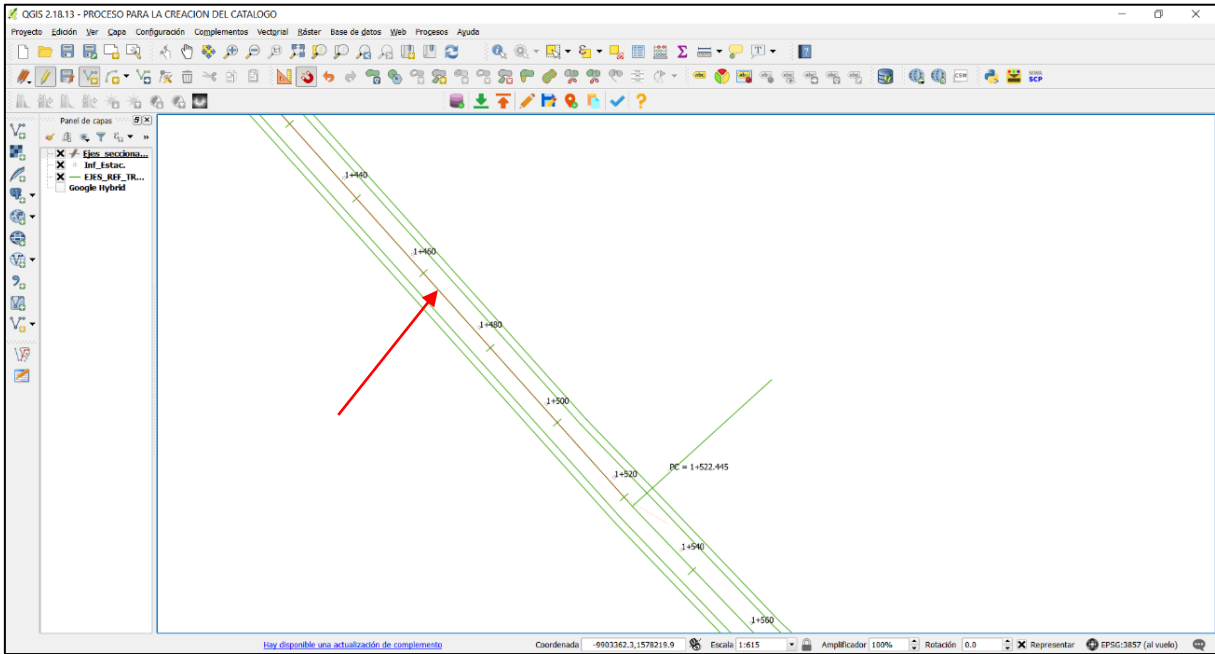 QGIS 2.18.13 - PROCESO PARA LA CREACION DEL CATALOGO
Proyecto Edición Ver Capa Configuración Complementos Vectorial Ráster Base de datos Web Procesos Ayuda
CSW
SCP
Panel de capas
Ejes_secciona...
Inf_Estac.
EJES_REF_TR...
Google Hybrid
1+440
1+460
1+480
1+500
1+520
PC = 1+522.445
1+540
1+560
Hay disponible una actualización de complemento Coordenada -9903362.3,1578219.9 Escala 1:615 Amplificador 100% Rotación 0.0 Representar EPSG:3857 (al vuelo)